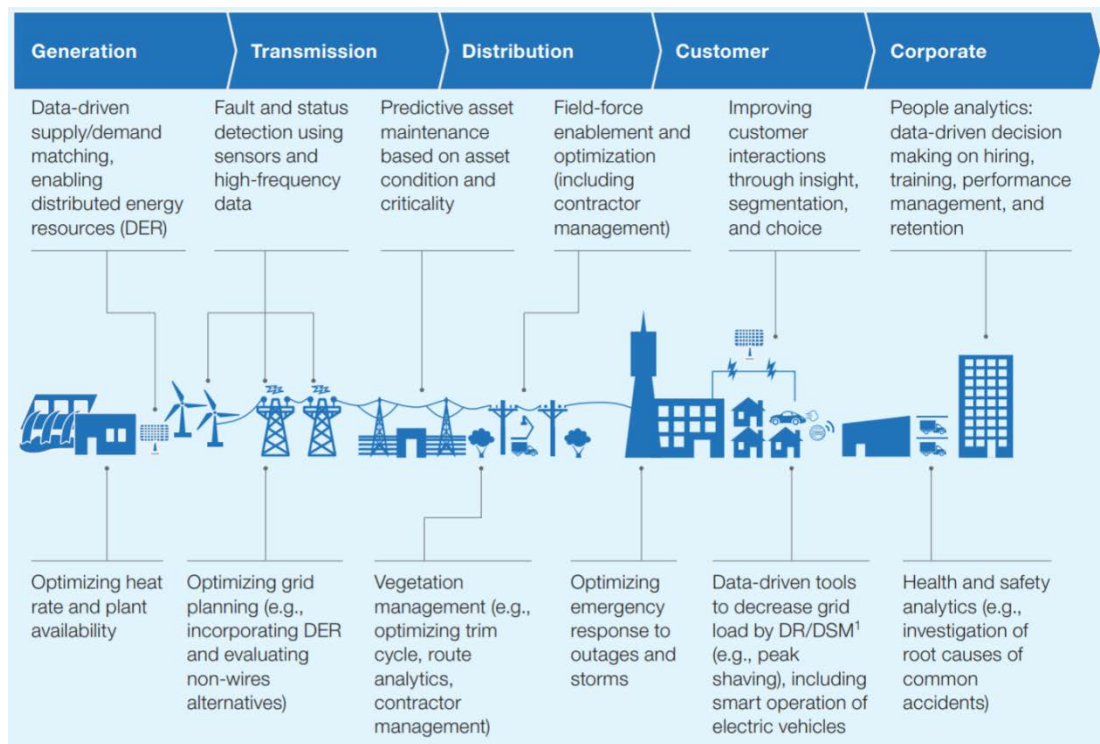 Generation
Transmission
Distribution
Customer
Corporate
Data-driven
supply/demand
matching,
enabling
distributed energy
resources (DER)
Fault and status
detection using
sensors and
high-frequency
data
Predictive asset
maintenance
based on asset
condition and
criticality
Field-force
enablement and
optimization
(including
contractor
management)
Improving
customer
interactions
through insight,
segmentation,
and choice
People analytics:
data-driven decision
making on hiring,
training, performance
management, and
retention
Optimizing heat
rate and plant
availability
Optimizing grid
planning (e.g.,
incorporating DER
and evaluating
non-wires
alternatives)
Vegetation
management (e.g.,
optimizing trim
cycle, route
analytics,
contractor
management)
Optimizing
emergency
response to
outages and
storms
Data-driven tools
to decrease grid
load by DR/DSM¹
(e.g., peak
shaving), including
smart operation of
electric vehicles
Health and safety
analytics (e.g.,
investigation of
root causes of
common
accidents)